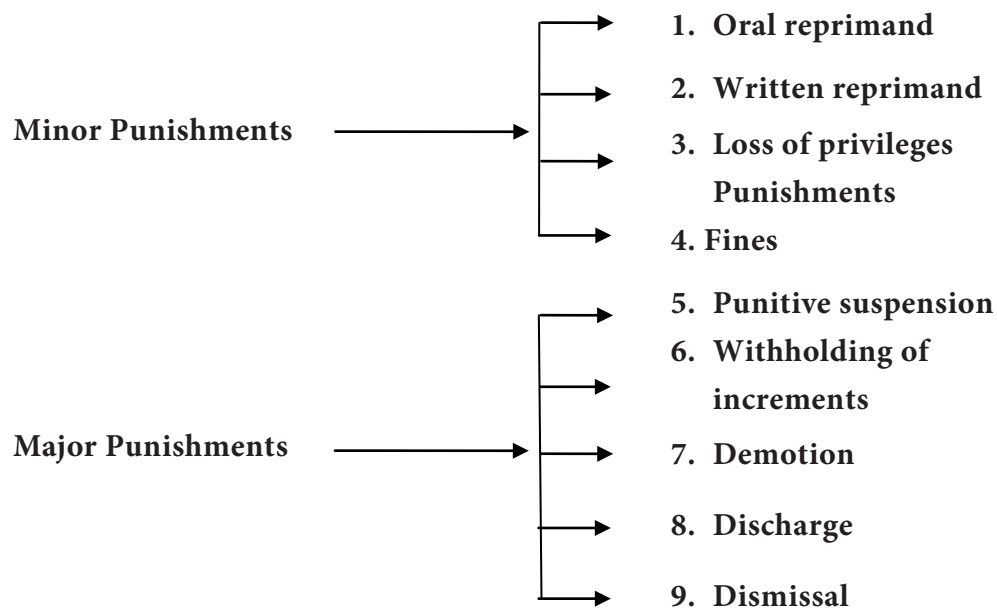 Minor Punishments
1. Oral reprimand
2. Written reprimand
3. Loss of privileges
Punishments
4. Fines
Major Punishments
5. Punitive suspension
6. Withholding of
increments
7. Demotion
8. Discharge
9. Dismissal